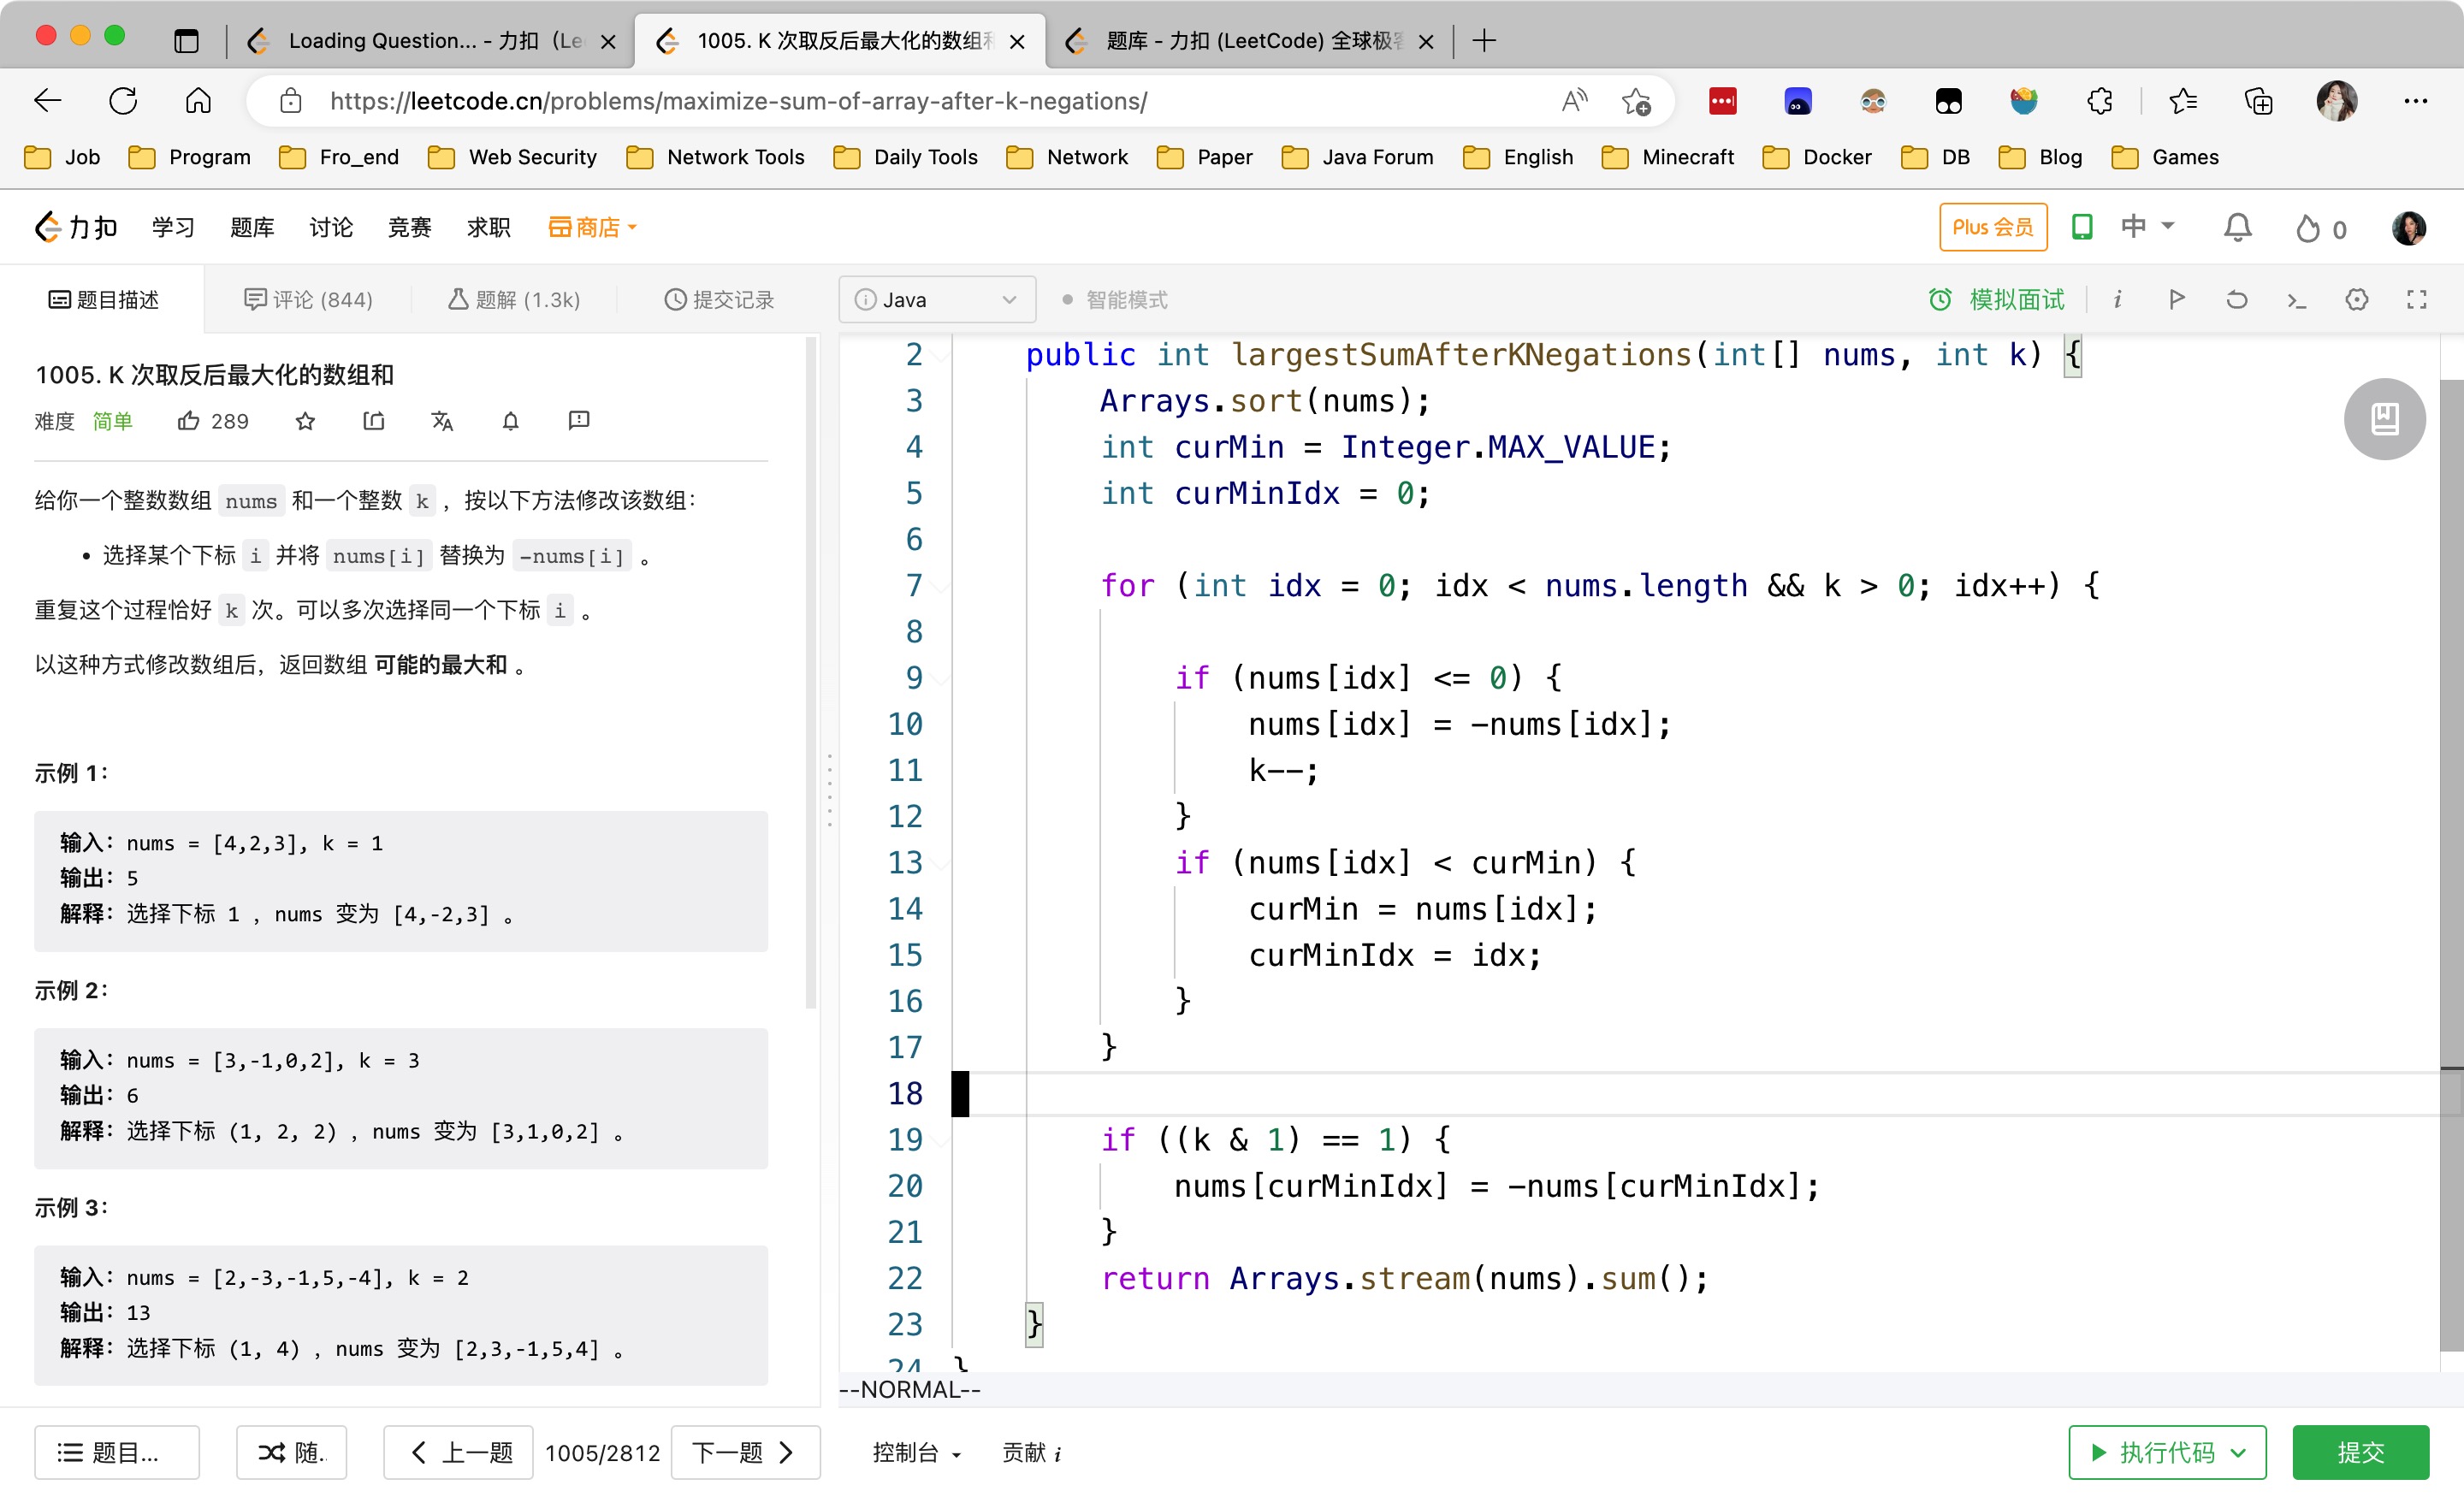 Loading Question... - 力扣 (Le
1005. K 次取反后最大化的数组和
题库 - 力扣 (LeetCode) 全球极客
https://leetcode.cn/problems/maximize-sum-of-array-after-k-negations/
Job Program Fro_end Web Security Network Tools Daily Tools Network Paper Java Forum English Minecraft Docker DB Blog Games
力扣 学习 题库 讨论 竞赛 求职 商店 Plus 会员 中 0
题目描述 评论 (844) 题解 (1.3k) 提交记录
Java 智能模式 模拟面试
1005. K 次取反后最大化的数组和
难度 简单 289
给你一个整数数组 nums 和一个整数 k ，按以下方法修改该数组：
• 选择某个下标 i 并将 nums[i] 替换为 -nums[i] 。
重复这个过程恰好 k 次。可以多次选择同一个下标 i 。
以这种方式修改数组后，返回数组 可能的最大和 。
示例 1：
输入：nums = [4,2,3], k = 1
输出：5
解释：选择下标 1 ，nums 变为 [4,-2,3] 。
示例 2：
输入：nums = [3,-1,0,2], k = 3
输出：6
解释：选择下标 (1, 2, 2) ，nums 变为 [3,1,0,2] 。
示例 3：
输入：nums = [2,-3,-1,5,-4], k = 2
输出：13
解释：选择下标 (1, 4) ，nums 变为 [2,3,-1,5,4] 。
2 public int largestSumAfterKNegations(int[] nums, int k) {
3 Arrays.sort(nums);
4 int curMin = Integer.MAX_VALUE;
5 int curMinIdx = 0;
6
7 for (int idx = 0; idx < nums.length && k > 0; idx++) {
8
9 if (nums[idx] <= 0) {
10 nums[idx] = -nums[idx];
11 k--;
12 }
13 if (nums[idx] < curMin) {
14 curMin = nums[idx];
15 curMinIdx = idx;
16 }
17 }
18
19 if ((k & 1) == 1) {
20 nums[curMinIdx] = -nums[curMinIdx];
21 }
22 return Arrays.stream(nums).sum();
23 }
24 }
--NORMAL--
题目... 随. 上一题 1005/2812 下一题
控制台 贡献 i 执行代码 提交